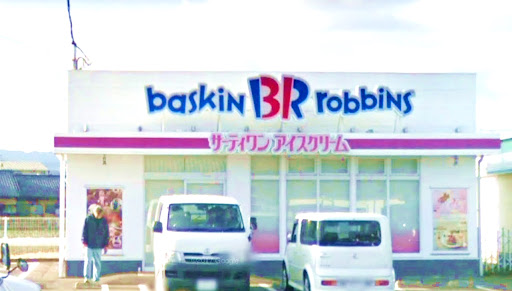 baskin BR robbins
サーティワン アイスクリーム